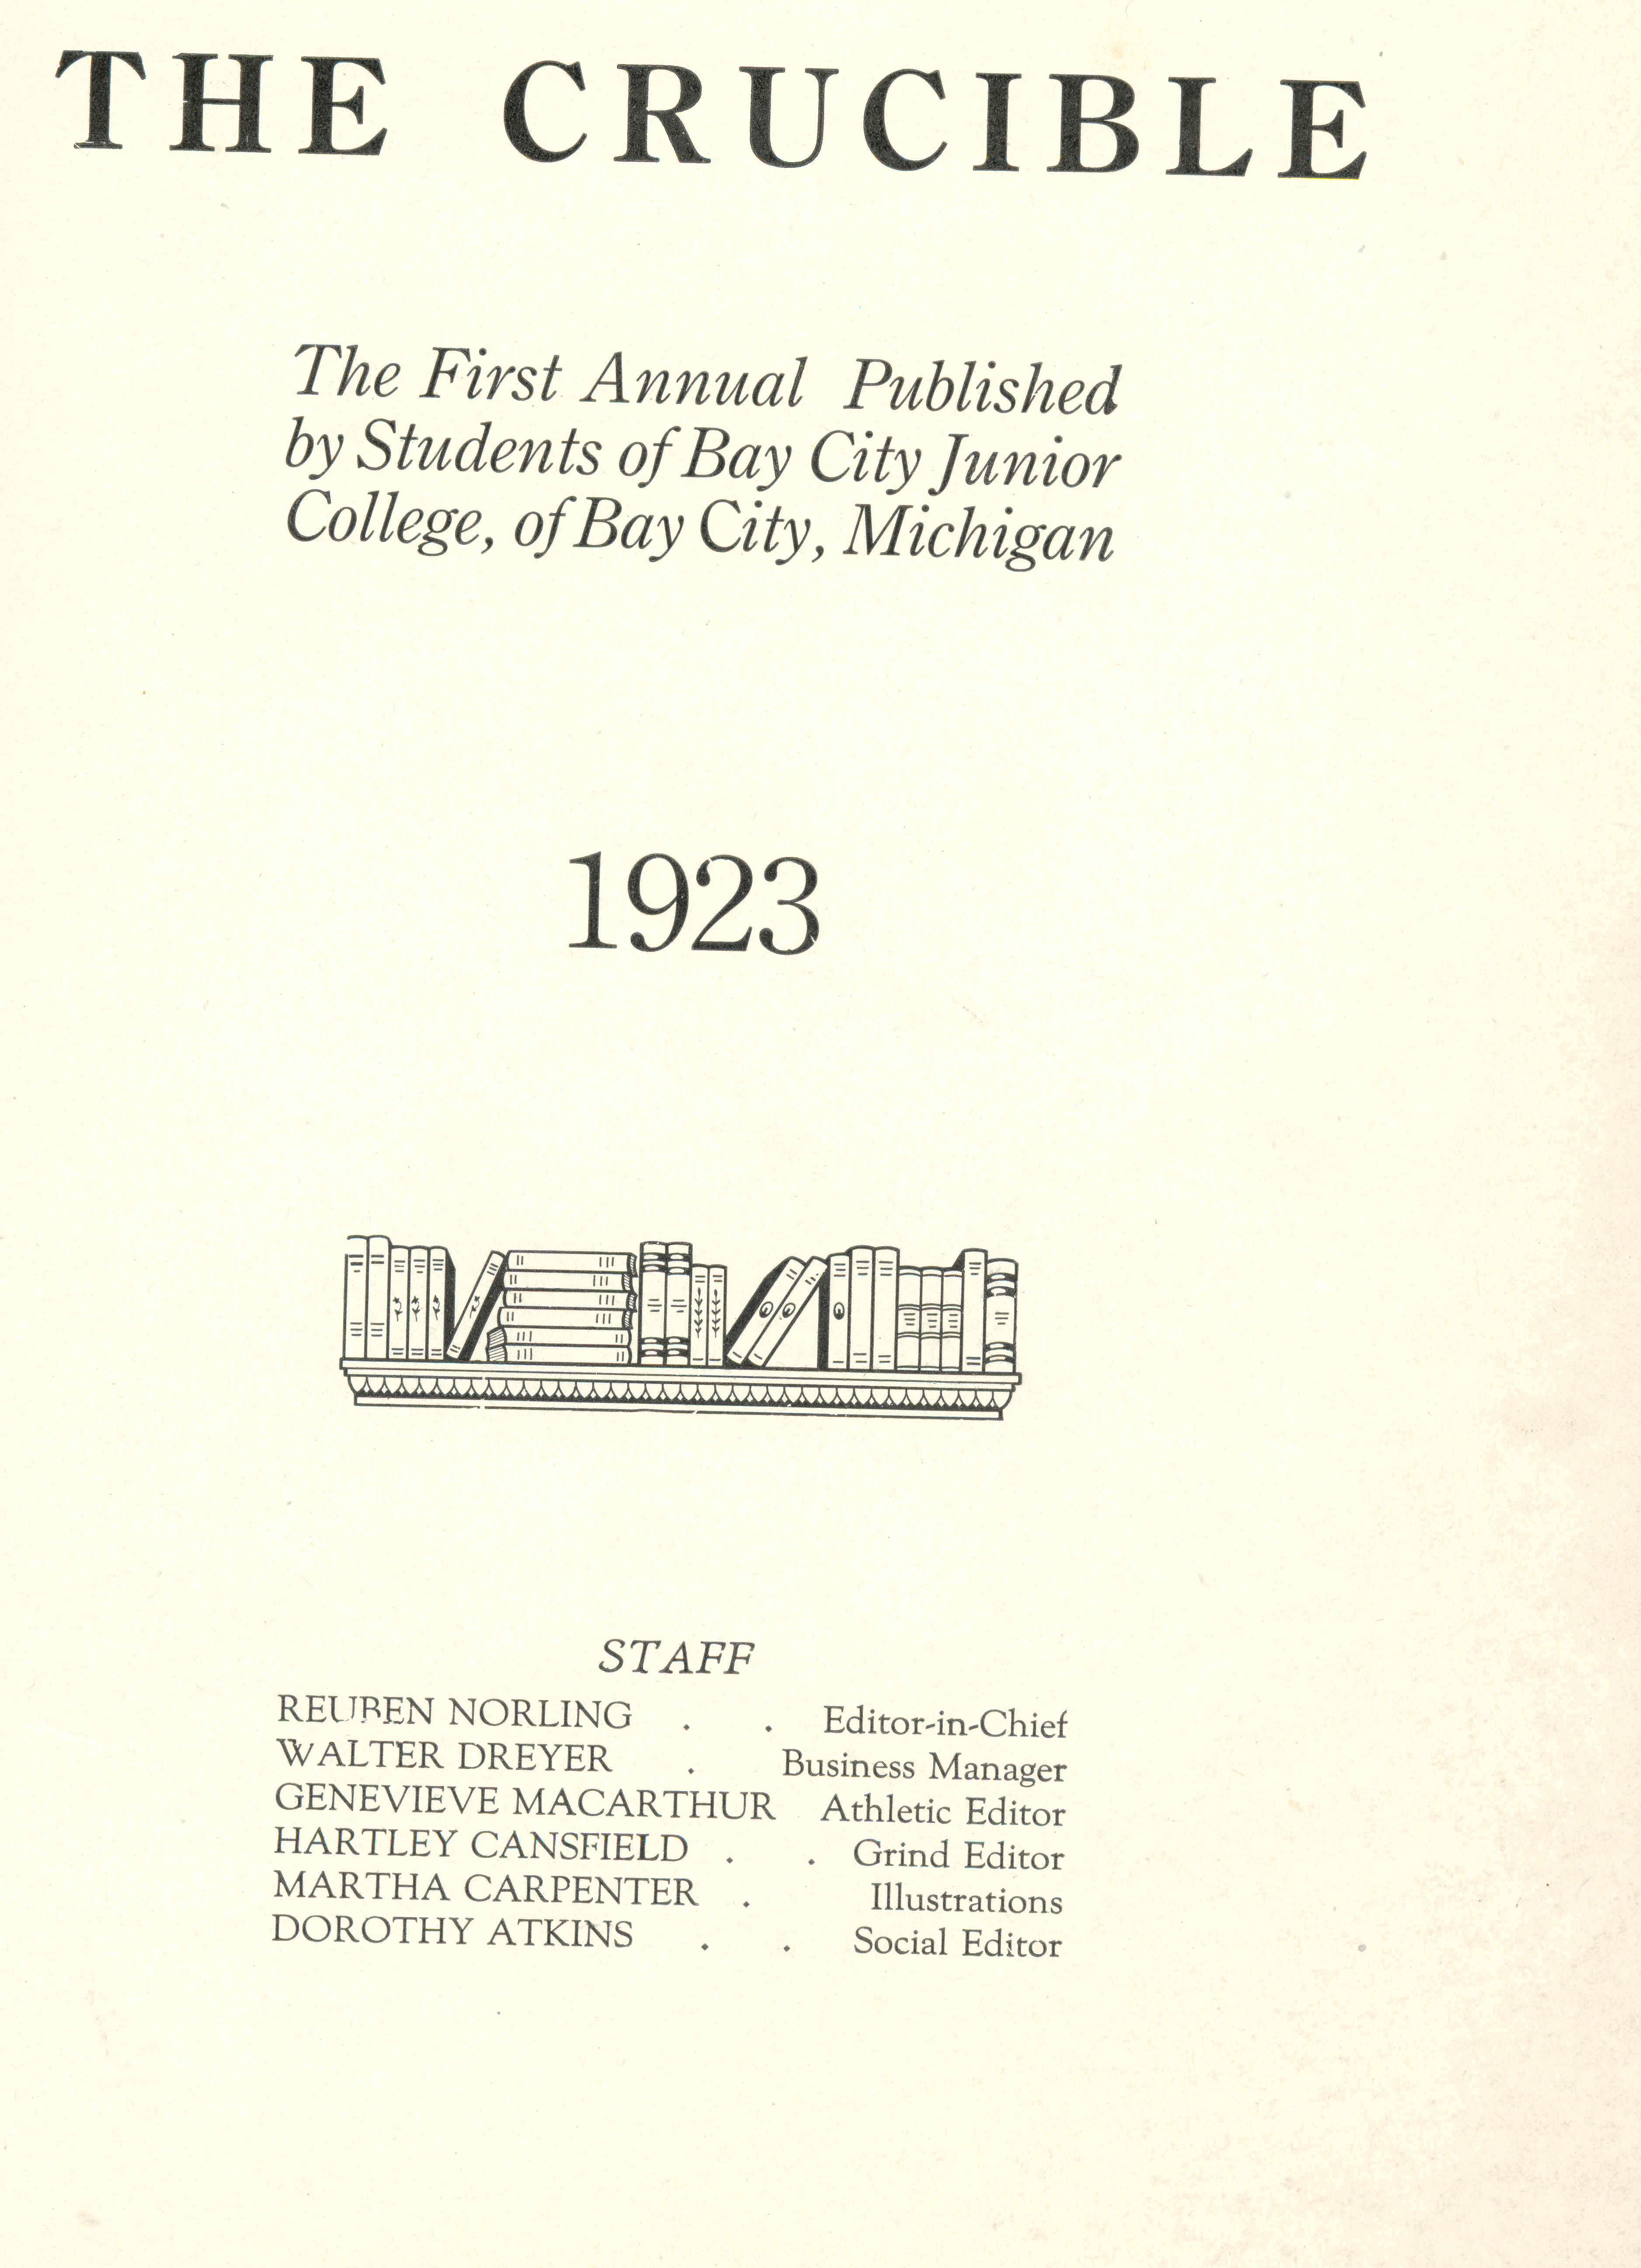 THE CRUCIBLE
The First Annual Published
by Students of Bay City Junior
College, of Bay City, Michigan
1923
STAFF
REUBEN NORLING . . Editor-in-Chief
WALTER DREYER . Business Manager
GENEVIEVE MACARTHUR Athletic Editor
HARTLEY CANSFIELD . . Grind Editor
MARTHA CARPENTER . Illustrations
DOROTHY ATKINS . . Social Editor